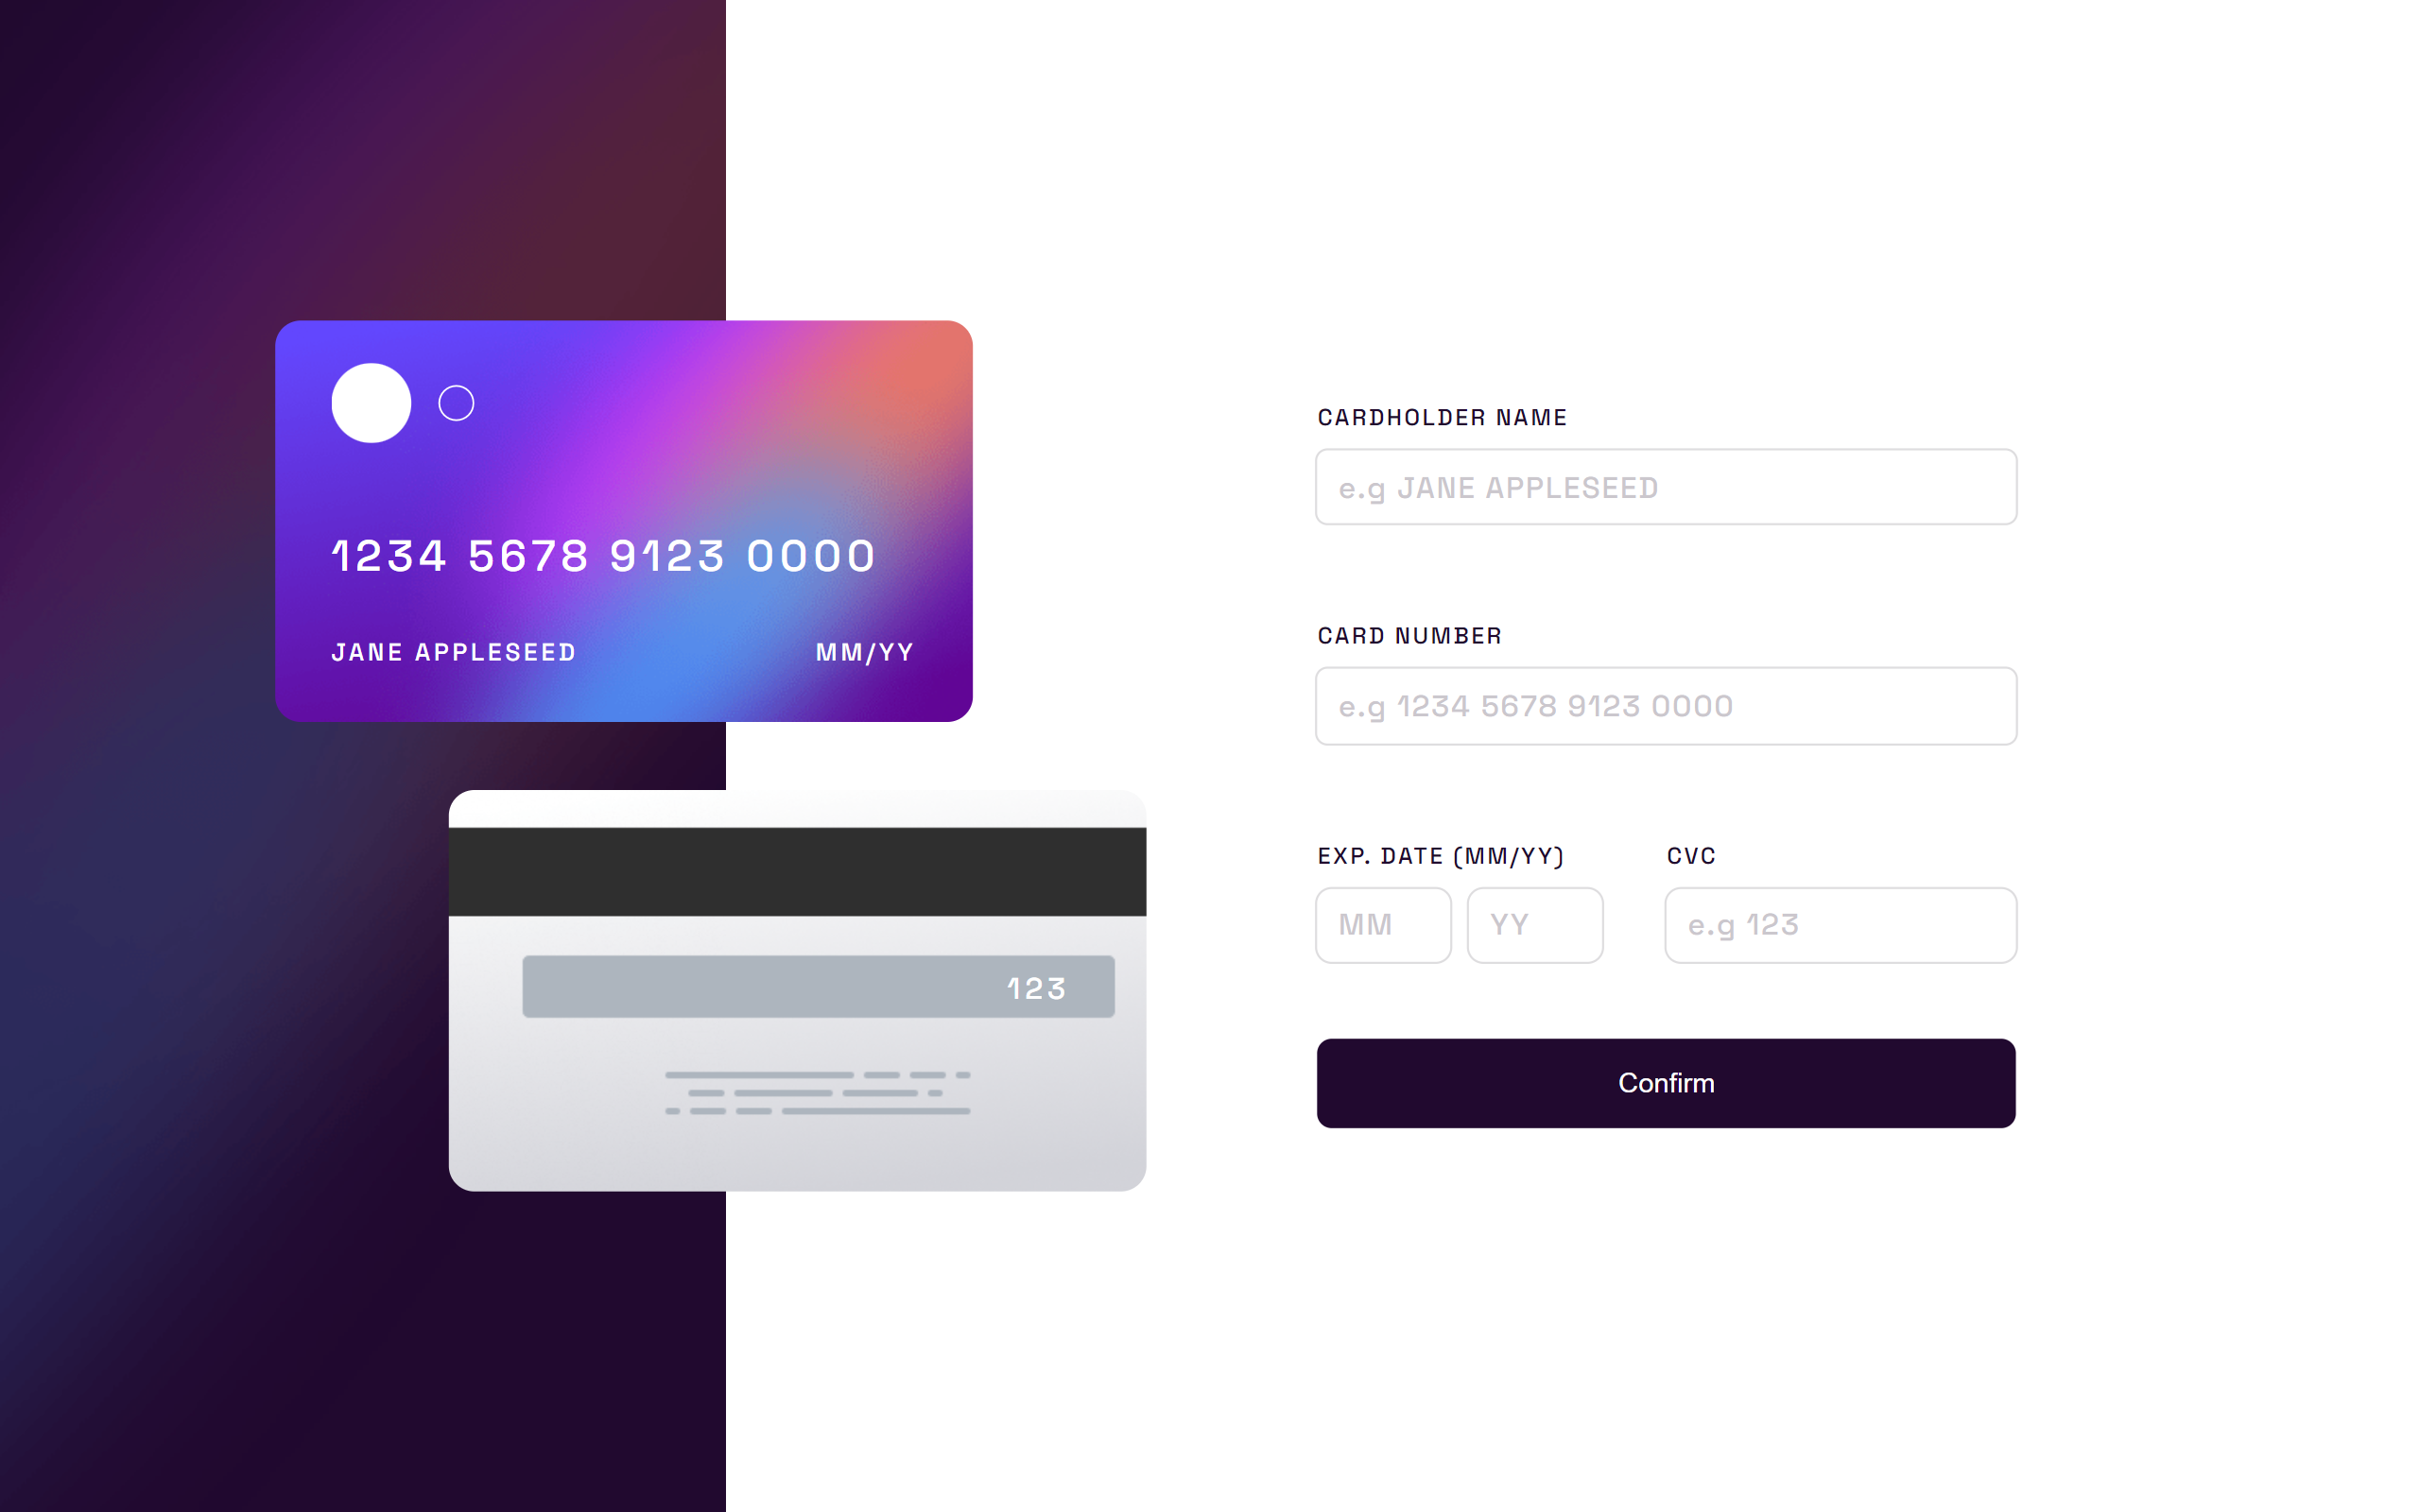 1234 5678 9123 0000
JANE APPLESEED
MM/YY
123
CARDHOLDER NAME
e.g JANE APPLESEED
CARD NUMBER
e.g 1234 5678 9123 0000
EXP. DATE (MM/YY)
CVC
MM
YY
e.g 123
Confirm